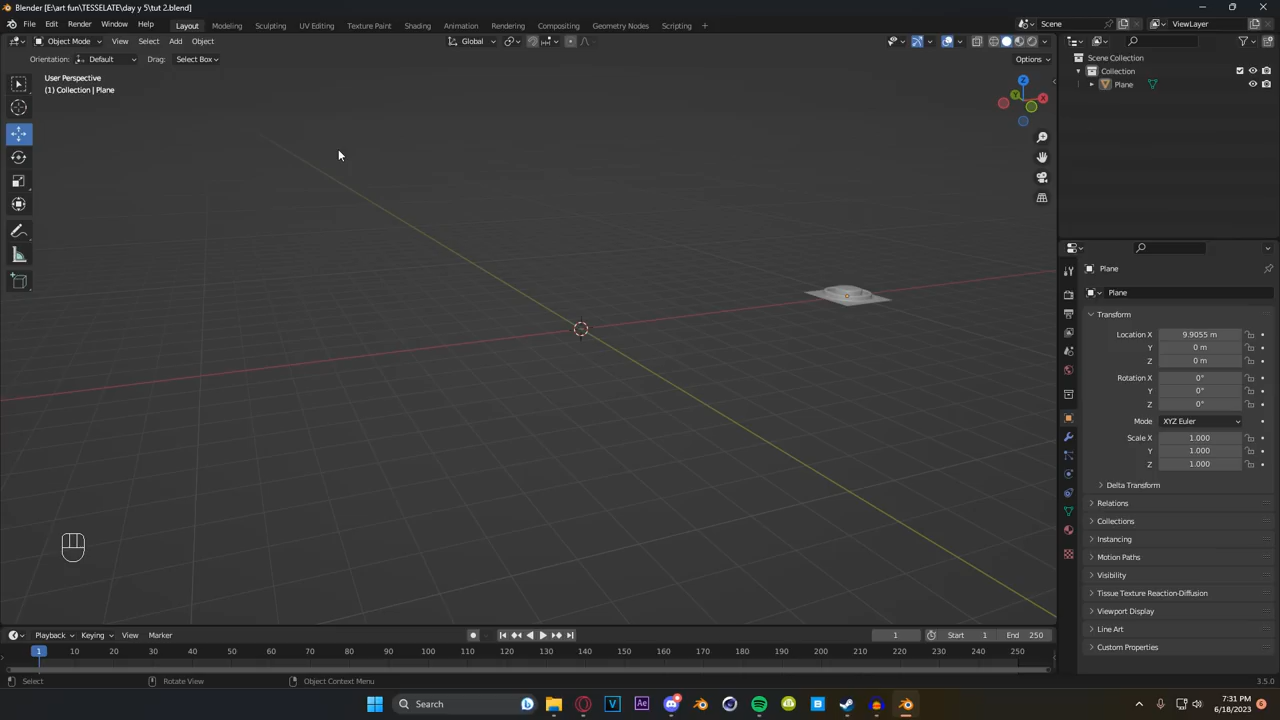 Blender [E:\art fun\TESSELATE\day y 5\tut 2.blend]
File Edit Render Window Help Layout Modeling Sculpting UV Editing Texture Paint Shading Animation Rendering Compositing Geometry Nodes Scripting + Scene ViewLayer
Object Mode View Select Add Object Global
Orientation: Default Drag: Select Box Options
User Perspective
(1) Collection | Plane
Z
Y
X
Scene Collection
Collection
Plane
Plane
Plane
Transform
Location X 9.9055 m
Y 0 m
Z 0 m
Rotation X 0°
Y 0°
Z 0°
Mode XYZ Euler
Scale X 1.000
Y 1.000
Z 1.000
Delta Transform
Relations
Collections
Instancing
Motion Paths
Visibility
Tissue Texture Reaction-Diffusion
Viewport Display
Line Art
Custom Properties
Playback Keying View Marker 1 Start 1 End 250
1 10 20 30 40 50 60 70 80 90 100 110 120 130 140 150 160 170 180 190 200 210 220 230 240 250
Select Rotate View Object Context Menu 3.5.0
Search V Ae B 7:31 PM
6/18/2023